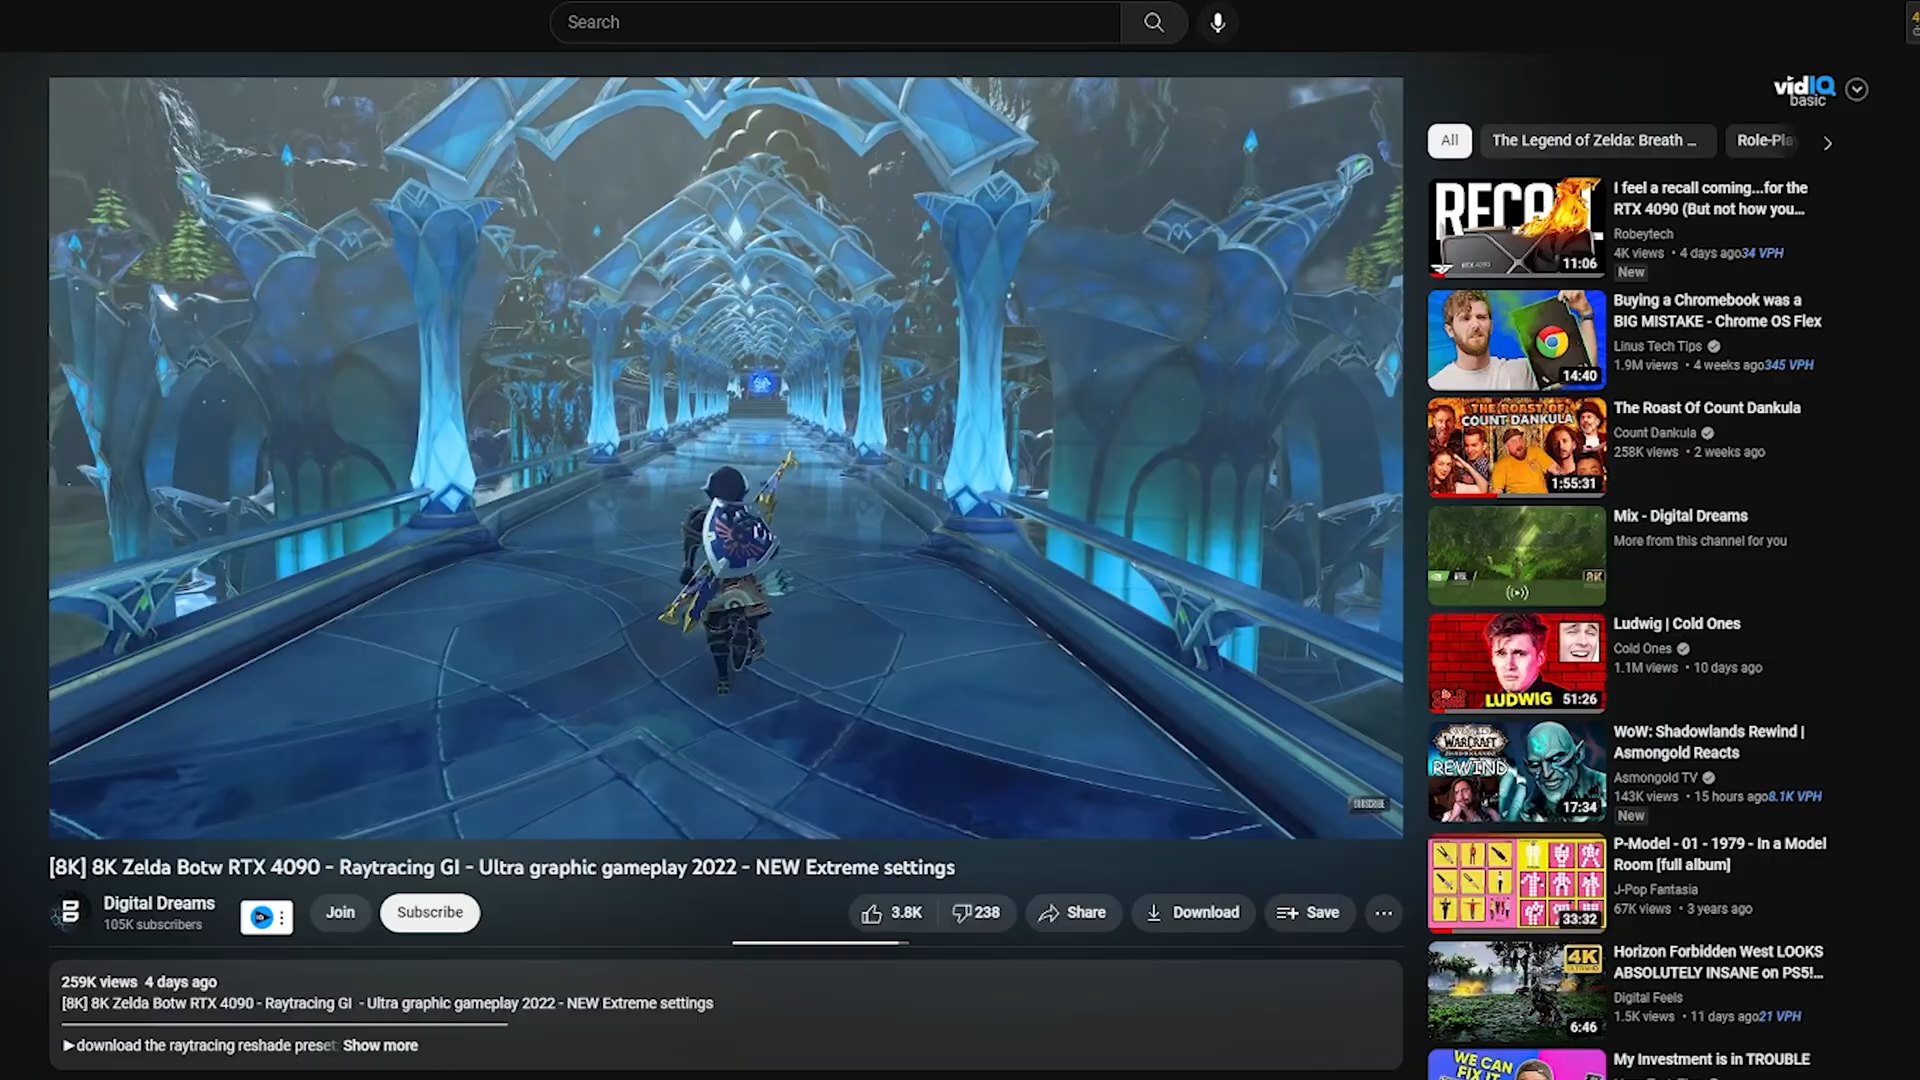 Search
vidIQ
basic
All
The Legend of Zelda: Breath ...
Role-Pla
RECA
RTX 4090
11:06
I feel a recall coming...for the
RTX 4090 (But not how you...
Robeytech
4K views • 4 days ago34 VPH
New
14:40
Buying a Chromebook was a
BIG MISTAKE - Chrome OS Flex
Linus Tech Tips
1.9M views • 4 weeks ago345 VPH
THE ROAST OF
COUNT DANKULA
1:55:31
The Roast Of Count Dankula
Count Dankula
258K views • 2 weeks ago
8K
Mix - Digital Dreams
More from this channel for you
COLD
LUDWIG
51:26
Ludwig | Cold Ones
Cold Ones
1.1M views • 10 days ago
WARCRAFT
REWIND
17:34
WoW: Shadowlands Rewind |
Asmongold Reacts
Asmongold TV
143K views • 15 hours ago8.1K VPH
New
33:32
P-Model - 01 - 1979 - In a Model
Room [full album]
J-Pop Fantasia
67K views • 3 years ago
4K
6:46
Horizon Forbidden West LOOKS
ABSOLUTELY INSANE on PS5!...
Digital Feels
1.5K views • 11 days ago21 VPH
WE CAN
FIX IT
My Investment is in TROUBLE
SUBSCRIBE
[8K] 8K Zelda Botw RTX 4090 - Raytracing GI - Ultra graphic gameplay 2022 - NEW Extreme settings
Digital Dreams
105K subscribers
Join
Subscribe
3.8K
238
Share
Download
Save
259K views 4 days ago
[8K] 8K Zelda Botw RTX 4090 - Raytracing GI - Ultra graphic gameplay 2022 - NEW Extreme settings
►download the raytracing reshade preset Show more